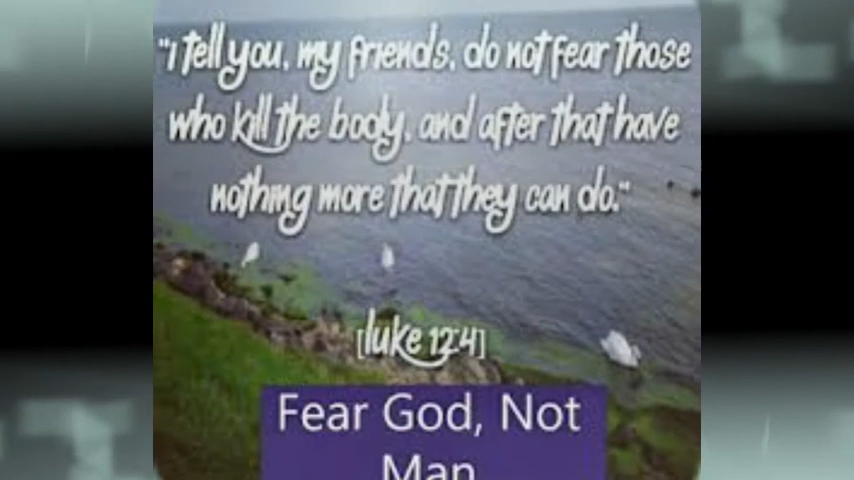 "I tell you, my friends, do not fear those
who kill the body, and after that have
nothing more that they can do."
[luke 12:4]
Fear God, Not
Man